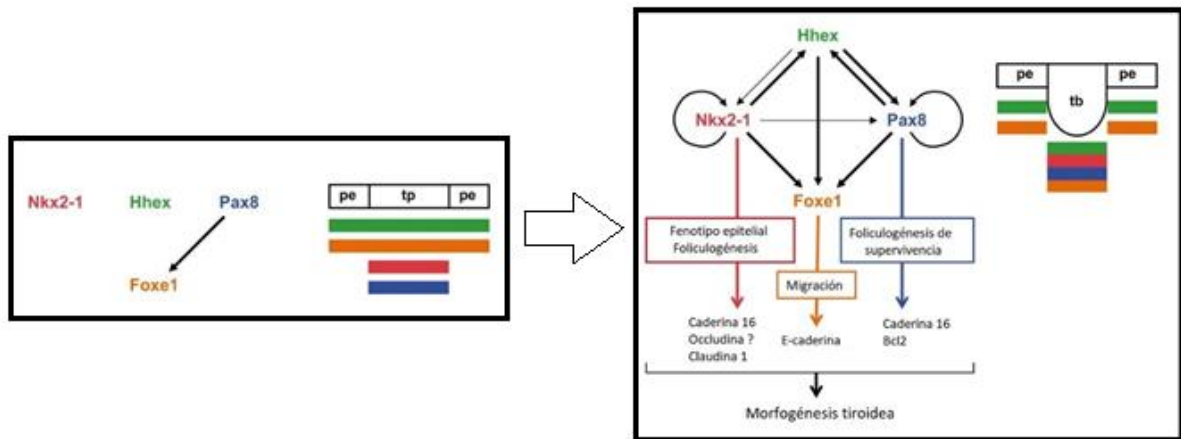 Nkx2-1 Hhex Pax8
Foxe1
pe tp pe
Hhex
Nkx2-1 Pax8
Foxe1
Fenotipo epitelial
Foliculogénesis
Migración
Foliculogénesis de
supervivencia
Caderina 16
Occludina ?
Claudina 1
E-caderina
Caderina 16
Bcl2
Morfogénesis tiroidea
pe tb pe